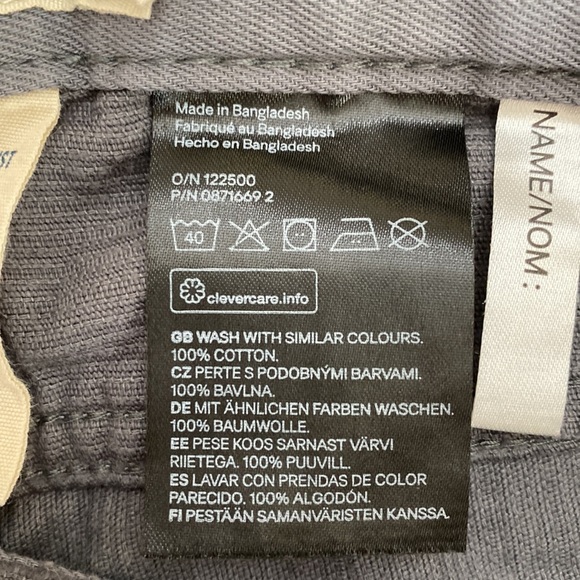 Made in Bangladesh
Fabriqué au Bangladesh
Hecho en Bangladesh
O/N 122500
P/N 0871669 2
40
clevercare.info
GB WASH WITH SIMILAR COLOURS.
100% COTTON.
CZ PERTE S PODOBNÝMI BARVAMI.
100% BAVLNA.
DE MIT ÄHNLICHEN FARBEN WASCHEN.
100% BAUMWOLLE.
EE PESE KOOS SARNAST VÄRVI
RIIETEGA. 100% PUUVILL.
ES LAVAR CON PRENDAS DE COLOR
PARECIDO. 100% ALGODÓN.
FI PESTÄÄN SAMANVÄRISTEN KANSSA.
NAME/NOM: